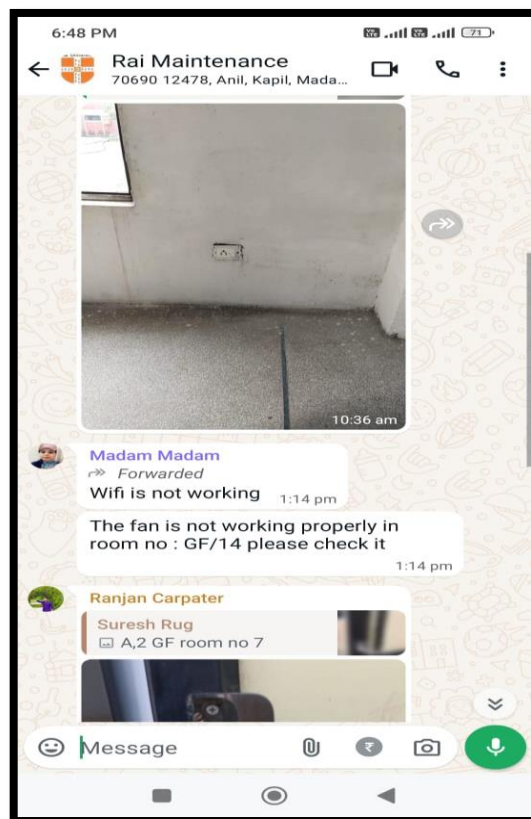 6:48 PM
71
Rai Maintenance
70690 12478, Anil, Kapil, Mada...
10:36 am
Madam Madam
Forwarded
Wifi is not working 1:14 pm
The fan is not working properly in
room no : GF/14 please check it
1:14 pm
Ranjan Carpater
Suresh Rug
A,2 GF room no 7
Message ₹